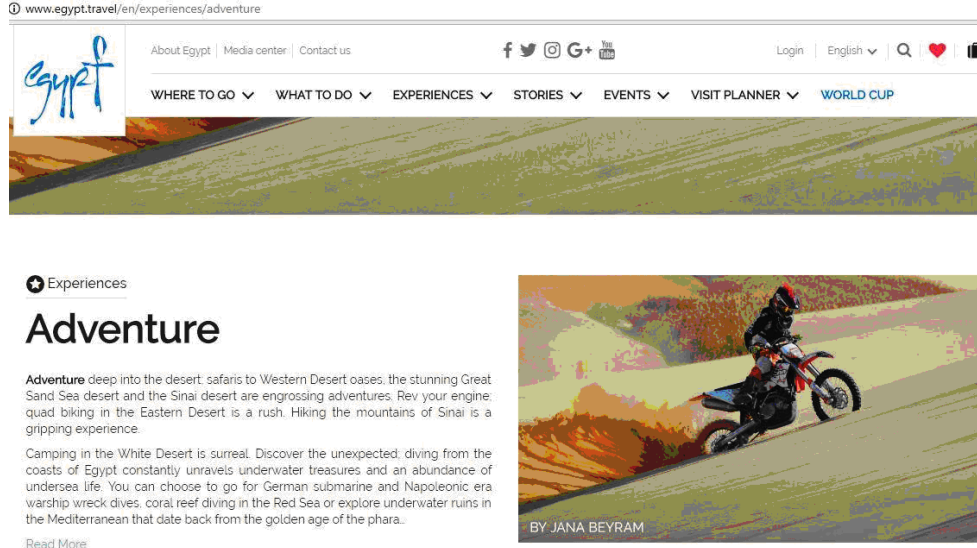 www.egypt.travel/en/experiences/adventure
Egypt
About Egypt Media center Contact us
You Tube
Login English
WHERE TO GO WHAT TO DO EXPERIENCES STORIES EVENTS VISIT PLANNER WORLD CUP
Experiences
Adventure
Adventure deep into the desert: safaris to Western Desert oases, the stunning Great
Sand Sea desert and the Sinai desert are engrossing adventures. Rev your engine;
quad biking in the Eastern Desert is a rush. Hiking the mountains of Sinai is a
gripping experience.
Camping in the White Desert is surreal. Discover the unexpected; diving from the
coasts of Egypt constantly unravels underwater treasures and an abundance of
undersea life. You can choose to go for German submarine and Napoleonic era
warship wreck dives, coral reef diving in the Red Sea or explore underwater ruins in
the Mediterranean that date back from the golden age of the phara...
Read More
BY JANA BEYRAM